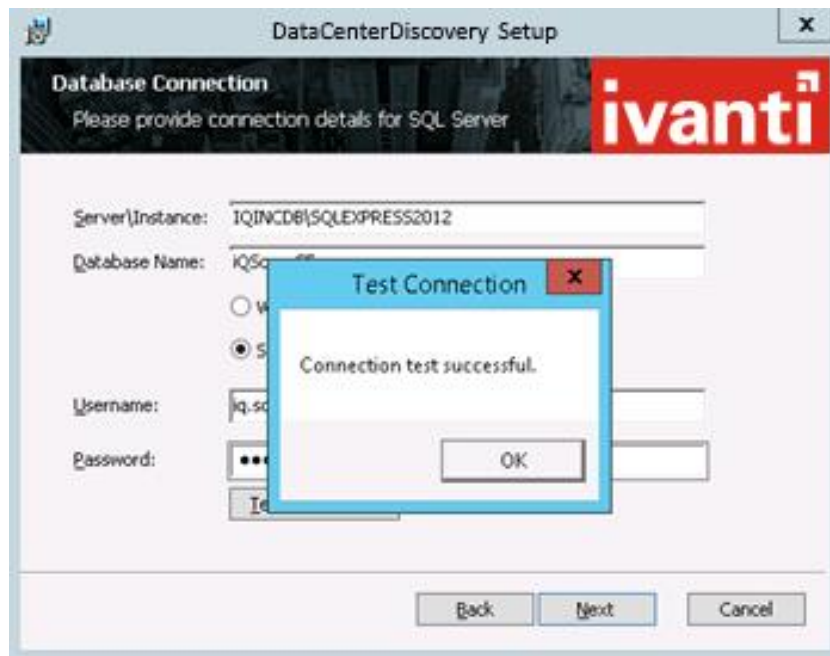 DataCenterDiscovery Setup
Database Connection
Please provide connection details for SQL Server
ivanti
Server\Instance: IQINCDB\SQLEXPRESS2012
Database Name:
Test Connection
Connection test successful.
Username:
Password:
OK
Back Next Cancel